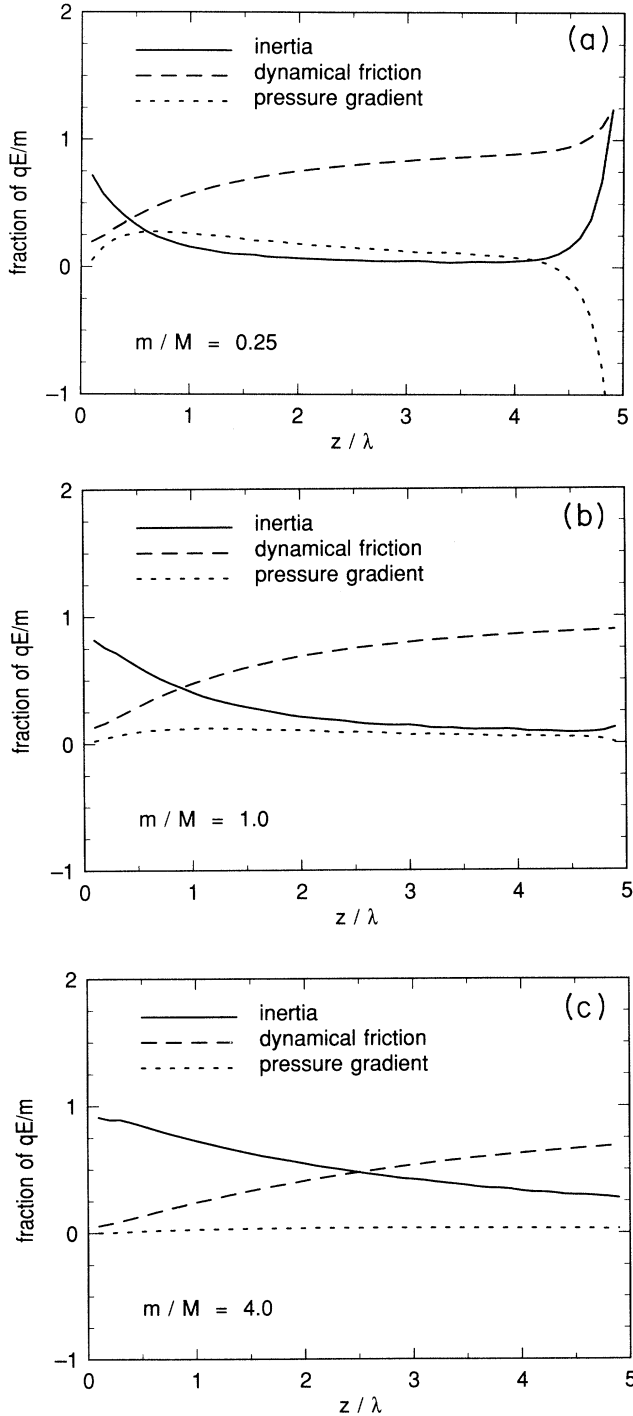 2
(a)
inertia
dynamical friction
pressure gradient
1
fraction of qE/m
0
m / M = 0.25
−1
0 1 2 3 4 5
z / λ
2
(b)
inertia
dynamical friction
pressure gradient
1
fraction of qE/m
0
m / M = 1.0
−1
0 1 2 3 4 5
z / λ
2
(c)
inertia
dynamical friction
pressure gradient
1
fraction of qE/m
0
m / M = 4.0
−1
0 1 2 3 4 5
z / λ